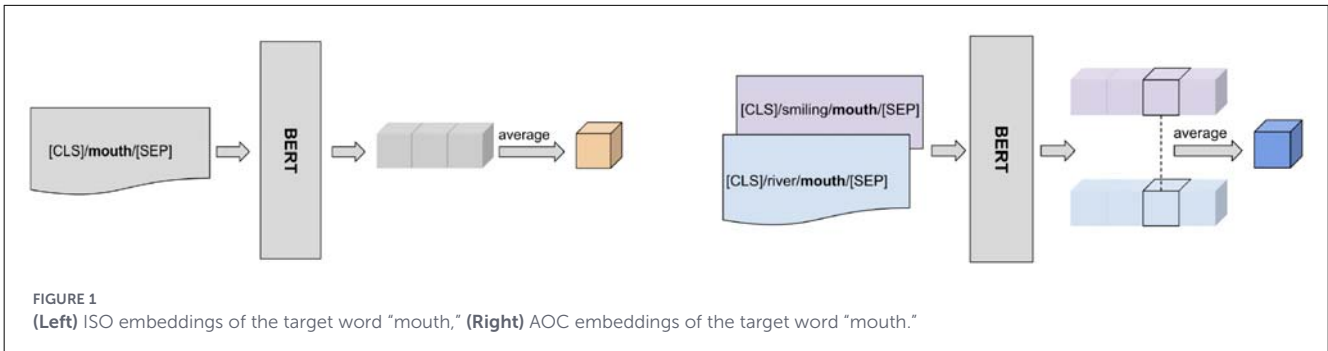 [CLS]/mouth/[SEP]
BERT
average
[CLS]/smiling/mouth/[SEP]
[CLS]/river/mouth/[SEP]
BERT
average
FIGURE 1
(Left) ISO embeddings of the target word “mouth,” (Right) AOC embeddings of the target word “mouth.”